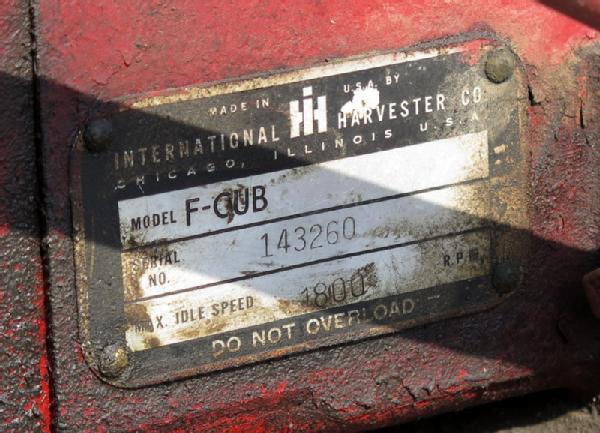 MADE IN IH U.S.A. BY
INTERNATIONAL HARVESTER CO
CHICAGO, ILLINOIS U.S.A
MODEL F-CUB
SERIAL NO. 143260
MAX. IDLE SPEED 1800 R.P.M.
DO NOT OVERLOAD